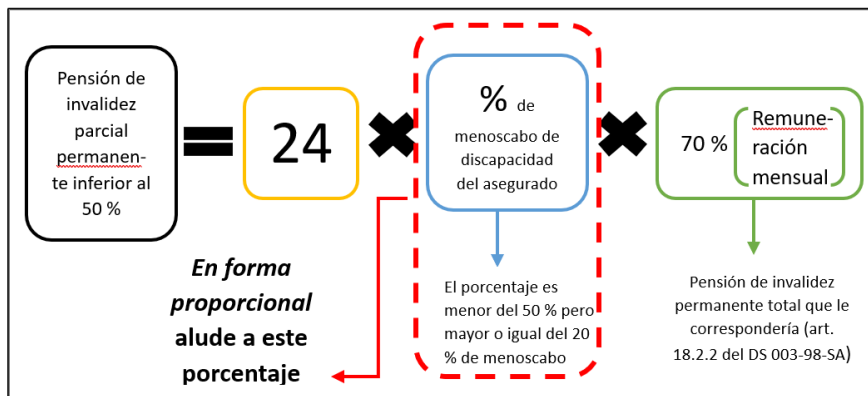 Pensión de
invalidez
parcial
permanen-
te inferior al
50 %
24
% de
menoscabo de
discapacidad
del asegurado
70 %
Remune-
ración
mensual
En forma
proporcional
alude a este
porcentaje
El porcentaje es
menor del 50 % pero
mayor o igual del 20
% de menoscabo
Pensión de invalidez
permanente total que le
correspondería (art.
18.2.2 del DS 003-98-SA)